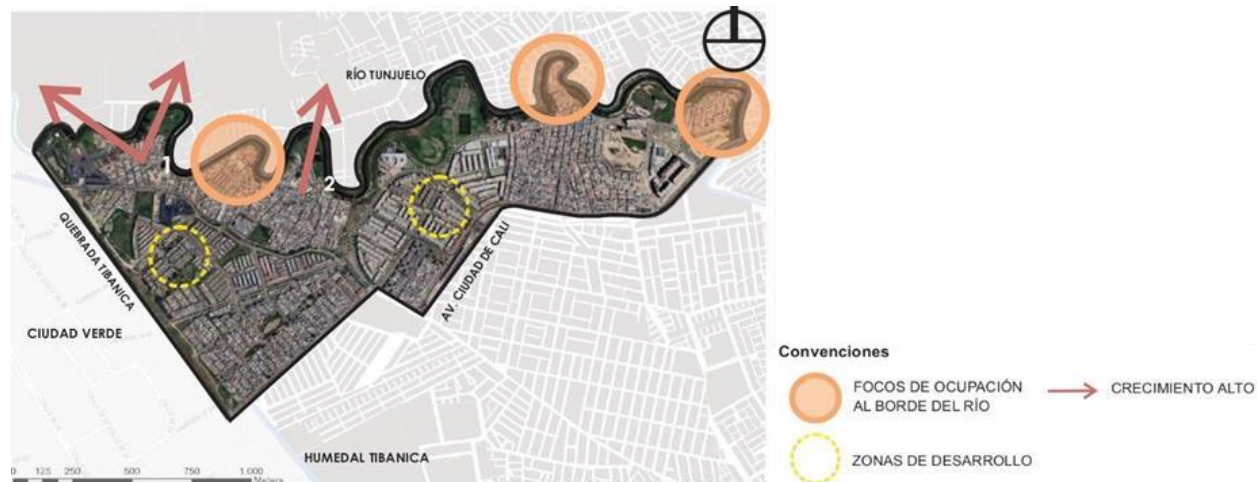 RÍO TUNJUELO
1
2
QUEBRADA TIBANICA
AV. CIUDAD DE CALI
CIUDAD VERDE
HUMEDAL TIBANICA
0 125 250 500 750 1.000
Meters
Convenciones
FOCOS DE OCUPACIÓN
AL BORDE DEL RÍO
CRECIMIENTO ALTO
ZONAS DE DESARROLLO